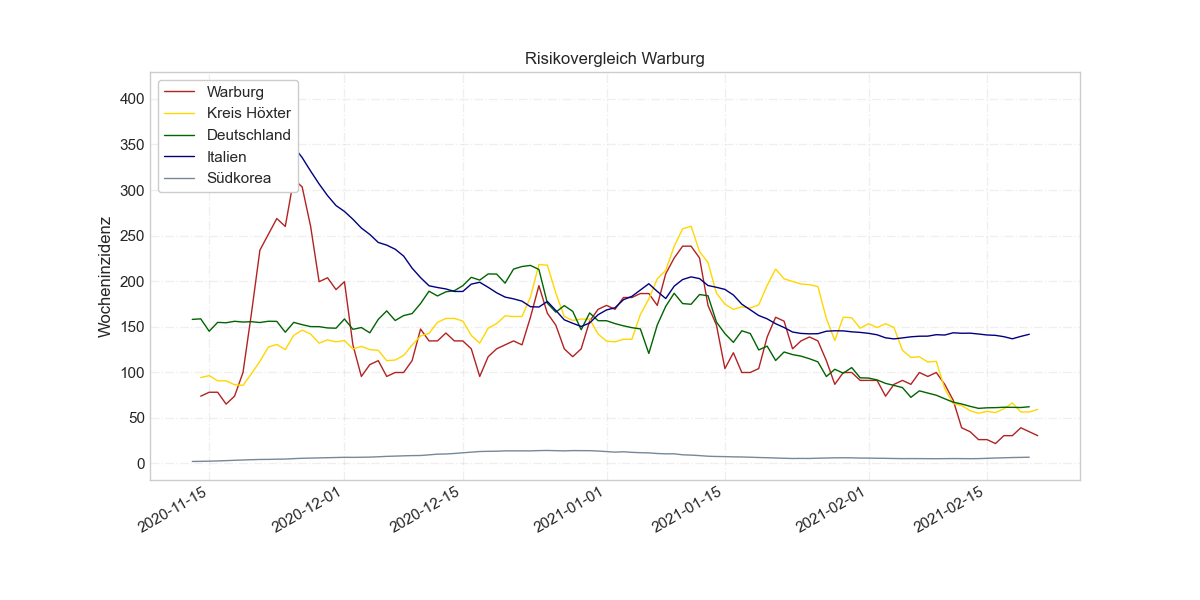 Risikovergleich Warburg
Warburg
Kreis Höxter
Deutschland
Italien
Südkorea
Wocheninzidenz
400
350
300
250
200
150
100
50
0
2020-11-15
2020-12-01
2020-12-15
2021-01-01
2021-01-15
2021-02-01
2021-02-15